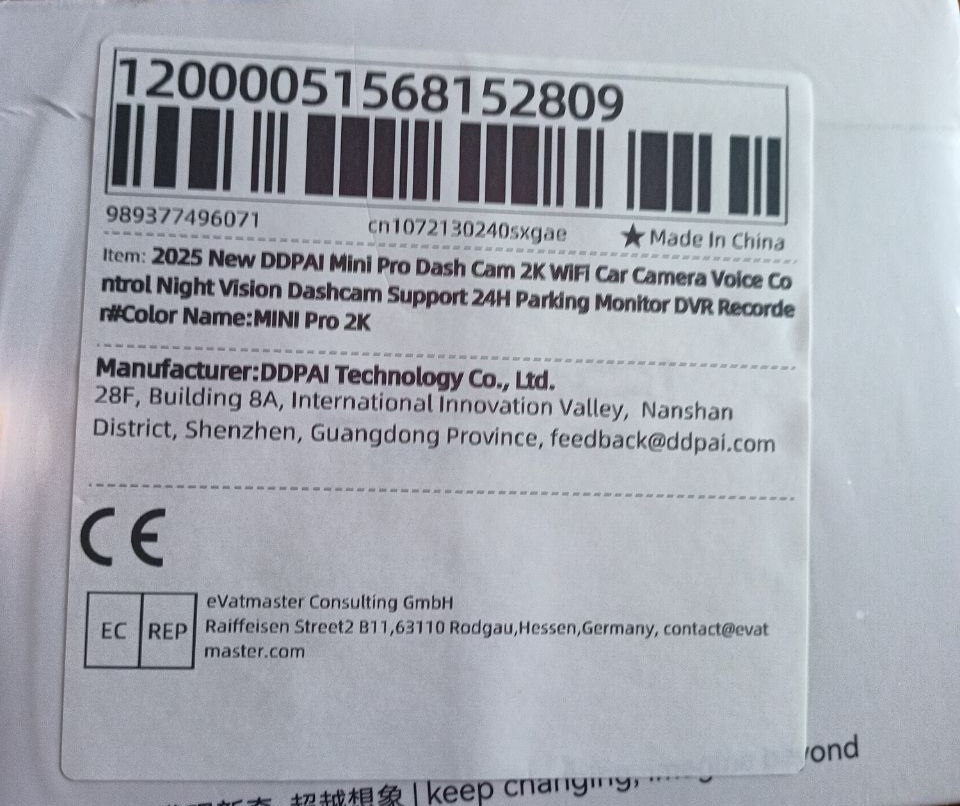 12000051568152809
989377496071 cn1072130240sxgae ★ Made In China
Item: 2025 New DDPAI Mini Pro Dash Cam 2K WiFi Car Camera Voice Co
ntrol Night Vision Dashcam Support 24H Parking Monitor DVR Recorde
r#Color Name:MINI Pro 2K
Manufacturer:DDPAI Technology Co., Ltd.
28F, Building 8A, International Innovation Valley, Nanshan
District, Shenzhen, Guangdong Province, feedback@ddpai.com
CE
EC REP
eVatmaster Consulting GmbH
Raiffeisen Street2 B11,63110 Rodgau,Hessen,Germany, contact@evat
master.com
超越想象 | keep changing,